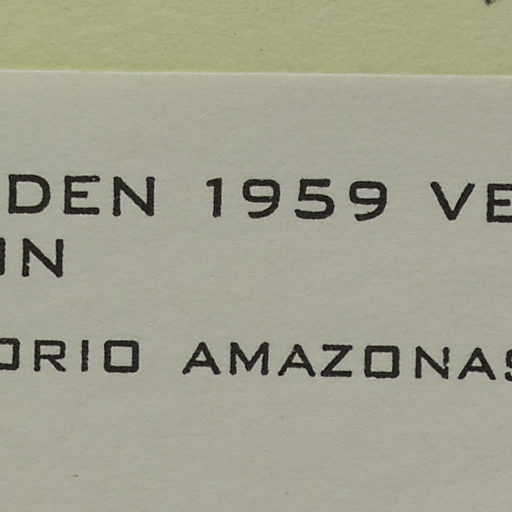 DEN 1959 VE
IN
ORIO AMAZONAS